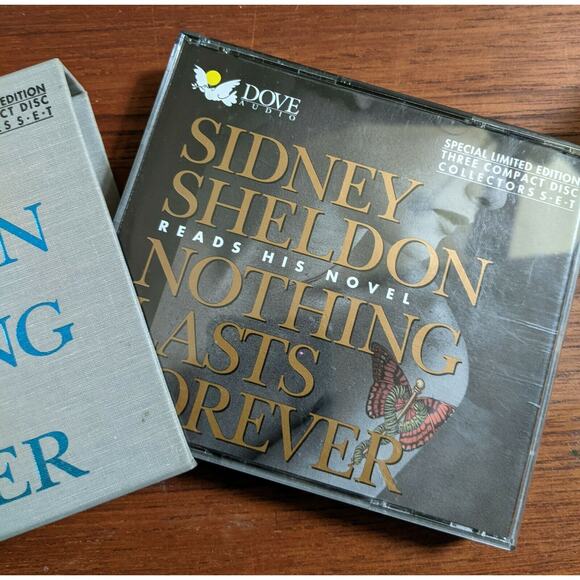 EDITION
CT DISC
R S S·E·T
N
NG
ER
DOVE
AUDIO
SPECIAL LIMITED EDITION
THREE COMPACT DISC
COLLECTORS S·E·T
SIDNEY
SHELDON
READS HIS NOVEL
NOTHING
LASTS
FOREVER